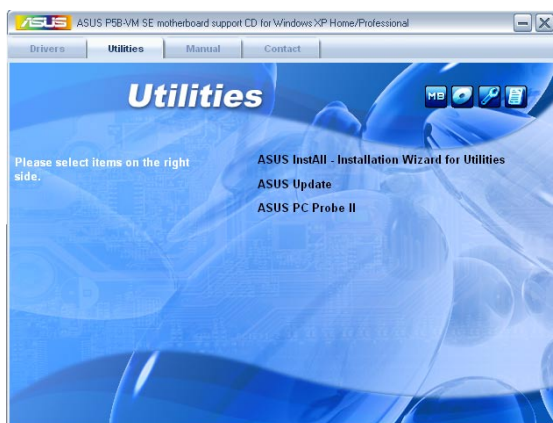 ASUS ASUS P5B-VM SE motherboard support CD for Windows XP Home/Professional
Drivers Utilities Manual Contact
Utilities
MB
Please select items on the right
side.
ASUS InstAll - Installation Wizard for Utilities
ASUS Update
ASUS PC Probe II